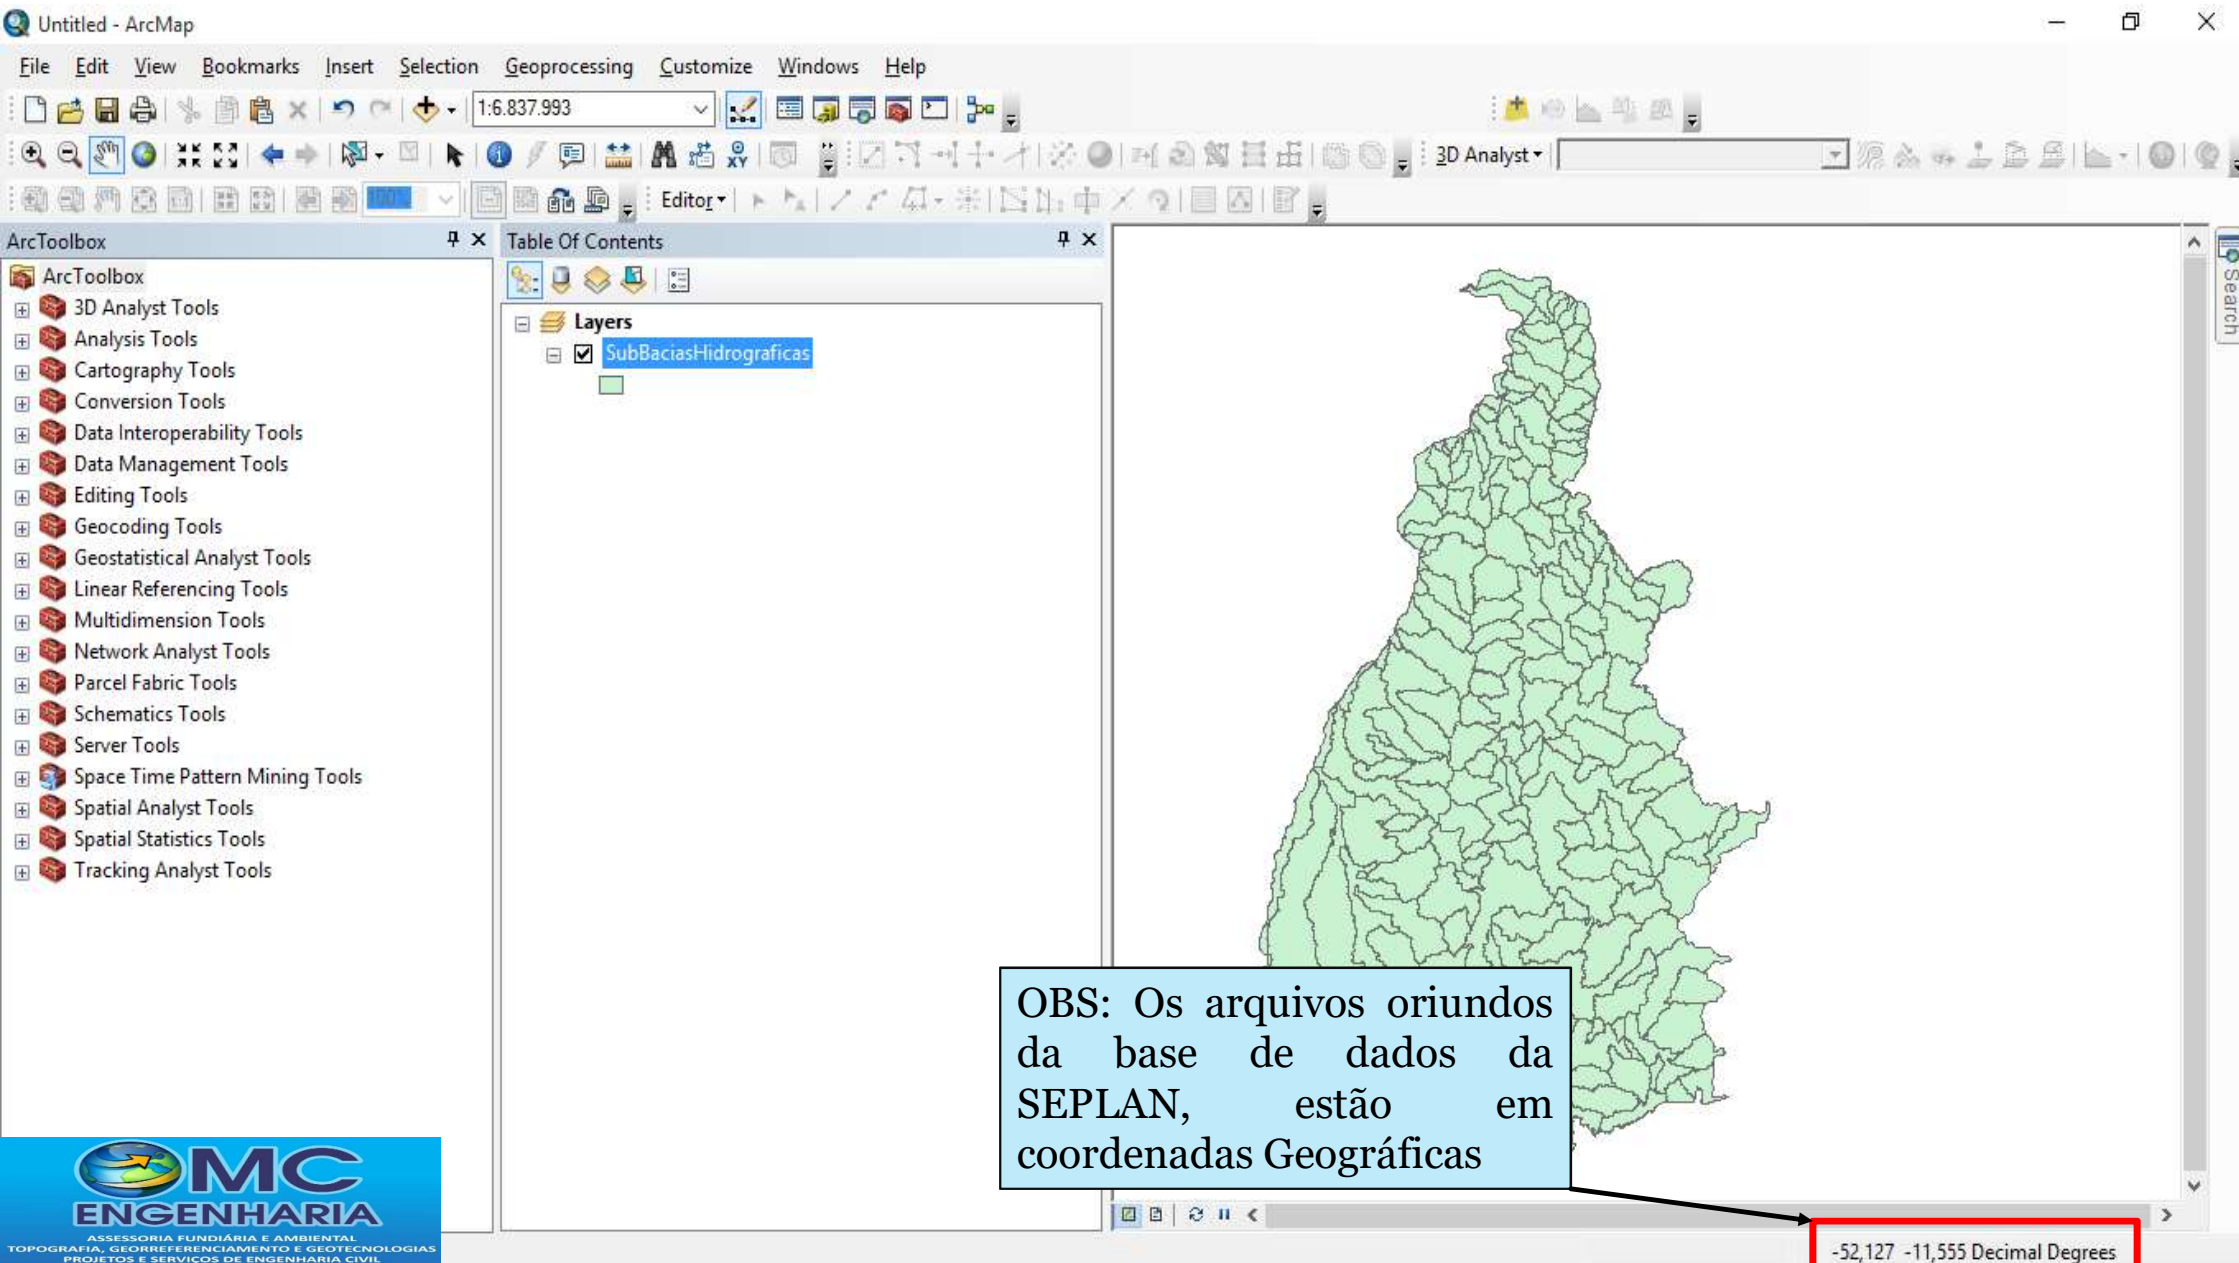 Untitled - ArcMap
File Edit View Bookmarks Insert Selection Geoprocessing Customize Windows Help
1:6.837.993
3D Analyst
100%
Editor
ArcToolbox
Table Of Contents
Search
ArcToolbox
3D Analyst Tools
Analysis Tools
Cartography Tools
Conversion Tools
Data Interoperability Tools
Data Management Tools
Editing Tools
Geocoding Tools
Geostatistical Analyst Tools
Linear Referencing Tools
Multidimension Tools
Network Analyst Tools
Parcel Fabric Tools
Schematics Tools
Server Tools
Space Time Pattern Mining Tools
Spatial Analyst Tools
Spatial Statistics Tools
Tracking Analyst Tools
Layers
SubBaciasHidrograficas
OBS: Os arquivos oriundos
da base de dados da
SEPLAN, estão em
coordenadas Geográficas
MC
ENGENHARIA
ASSESSORIA FUNDIÁRIA E AMBIENTAL
TOPOGRAFIA, GEORREFERENCIAMENTO E GEOTECNOLOGIAS
PROJETOS E SERVIÇOS DE ENGENHARIA CIVIL
-52,127 -11,555 Decimal Degrees